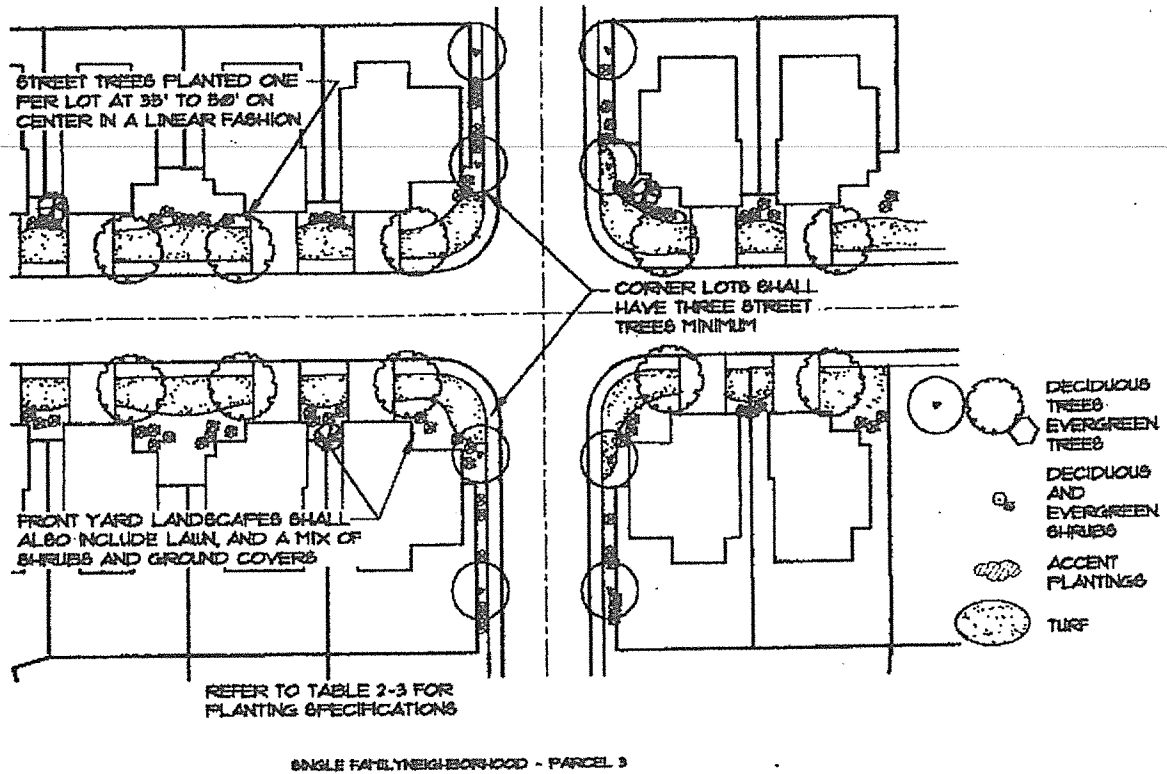 STREET TREES PLANTED ONE
PER LOT AT 35' TO 50' ON
CENTER IN A LINEAR FASHION
CORNER LOTS SHALL
HAVE THREE STREET
TREES MINIMUM
DECIDUOUS
TREES
EVERGREEN
TREES
DECIDUOUS
AND
EVERGREEN
SHRUBS
ACCENT
PLANTINGS
TURF
FRONT YARD LANDSCAPES SHALL
ALSO INCLUDE LAWN, AND A MIX OF
SHRUBS AND GROUND COVERS
REFER TO TABLE 2-3 FOR
PLANTING SPECIFICATIONS
SINGLE FAMILY NEIGHBORHOOD - PARCEL 3